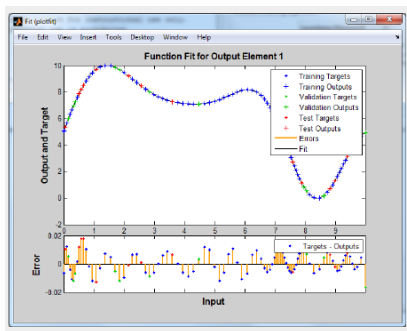 Fit (plotfit)
File Edit View Insert Tools Desktop Window Help
Function Fit for Output Element 1
Output and Target
10
8
6
4
2
0
-2
Training Targets
Training Outputs
Validation Targets
Validation Outputs
Test Targets
Test Outputs
Errors
Fit
0 1 2 3 4 5 6 7 8 9
Error
0.02
0
-0.02
Targets - Outputs
Input